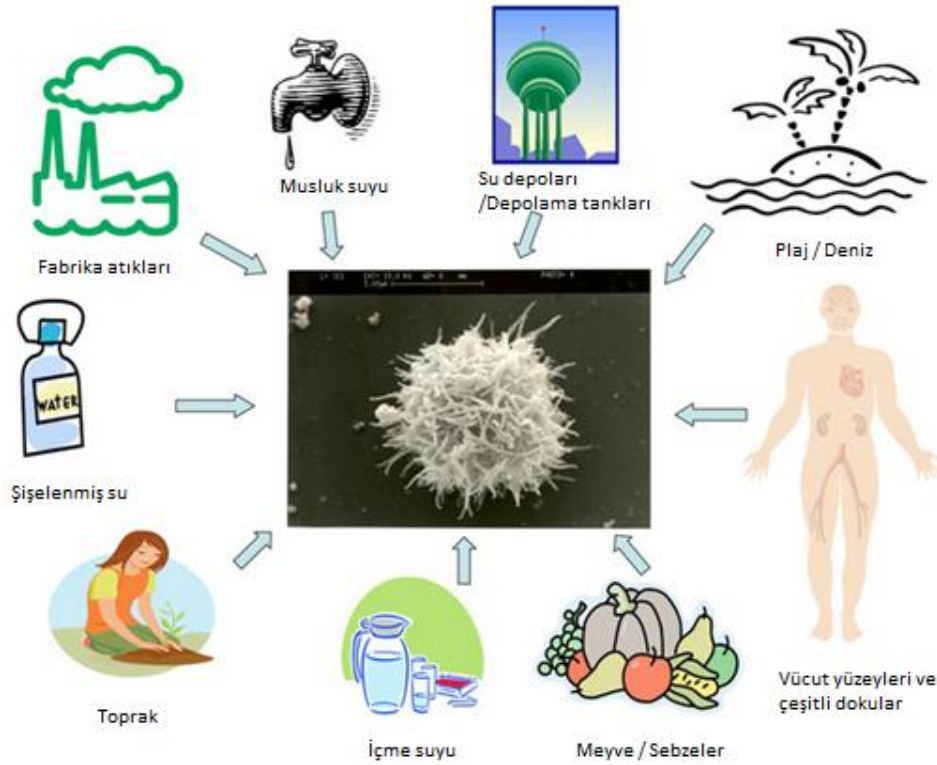 Musluk suyu
Su depoları
/Depolama tankları
Fabrika atıkları
Plaj / Deniz
WATER
Şişelenmiş su
Toprak
İçme suyu
Meyve / Sebzeler
Vücut yüzeyleri ve
çeşitli dokular